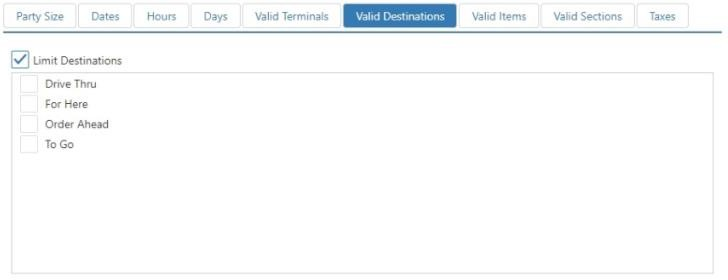 Party Size Dates Hours Days Valid Terminals Valid Destinations Valid Items Valid Sections Taxes
Limit Destinations
Drive Thru
For Here
Order Ahead
To Go